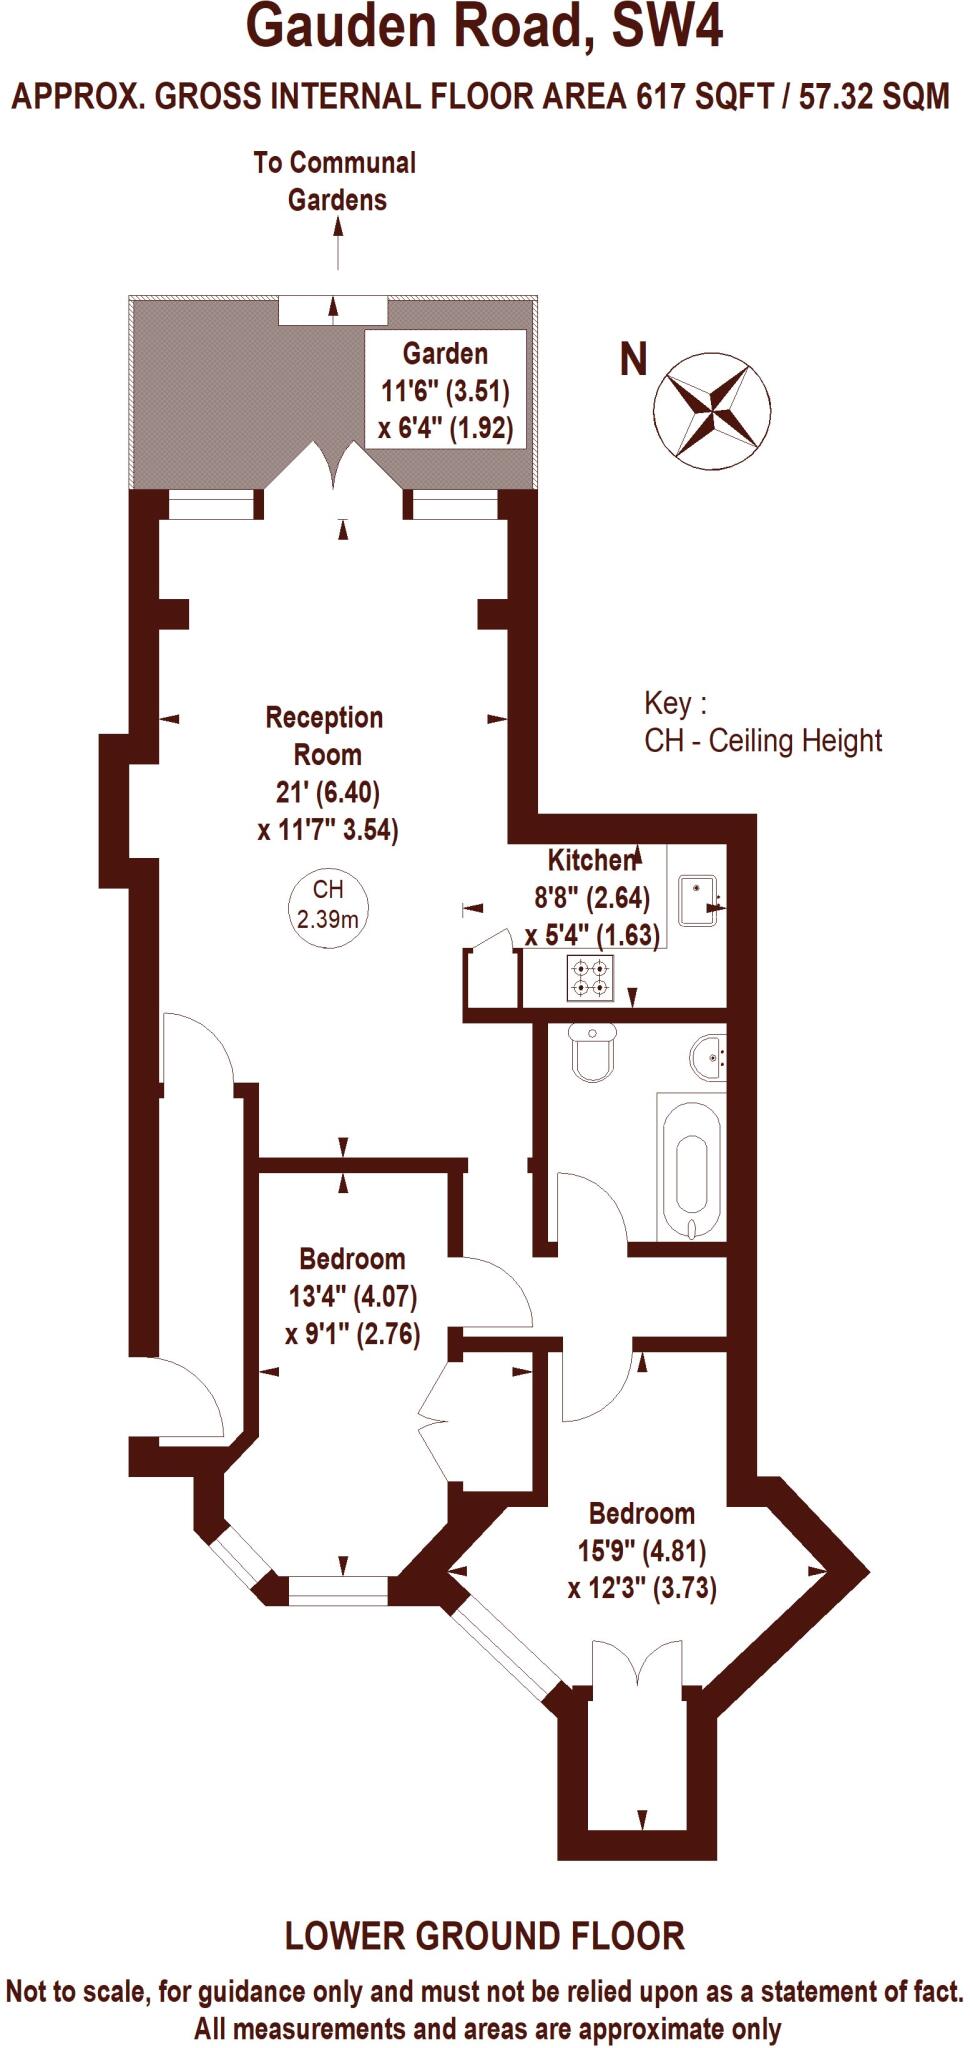 Gauden Road, SW4
APPROX. GROSS INTERNAL FLOOR AREA 617 SQFT / 57.32 SQM
To Communal
Gardens
Garden
11'6" (3.51)
x 6'4" (1.92)
N
Key :
CH - Ceiling Height
Reception
Room
21' (6.40)
x 11'7" 3.54)
CH
2.39m
Kitchen
8'8" (2.64)
x 5'4" (1.63)
Bedroom
13'4" (4.07)
x 9'1" (2.76)
Bedroom
15'9" (4.81)
x 12'3" (3.73)
LOWER GROUND FLOOR
Not to scale, for guidance only and must not be relied upon as a statement of fact.
All measurements and areas are approximate only